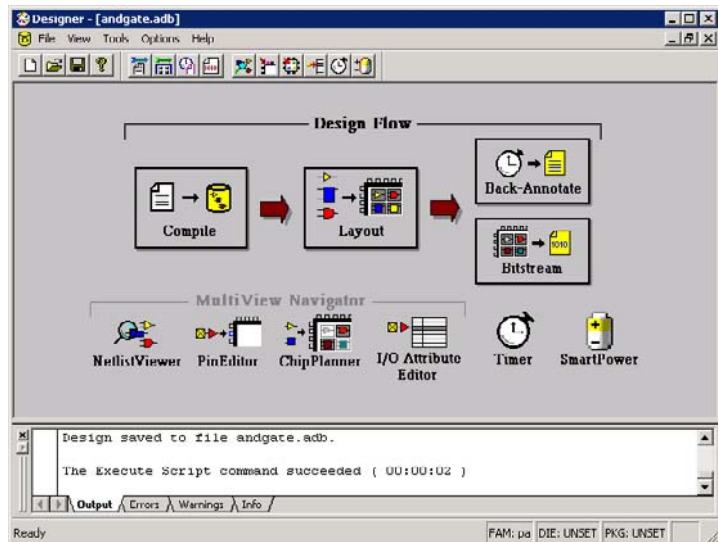 Designer - [andgate.adb]
File View Tools Options Help
Design Flow
Compile
Layout
Back-Annotate
1010
Bitstream
MultiView Navigator
NetlistViewer PinEditor ChipPlanner I/O Attribute Editor Timer SmartPower
Design saved to file andgate.adb.
The Execute Script command succeeded ( 00:00:02 )
Output Errors Warnings Info
Ready FAM: pa DIE: UNSET PKG: UNSET